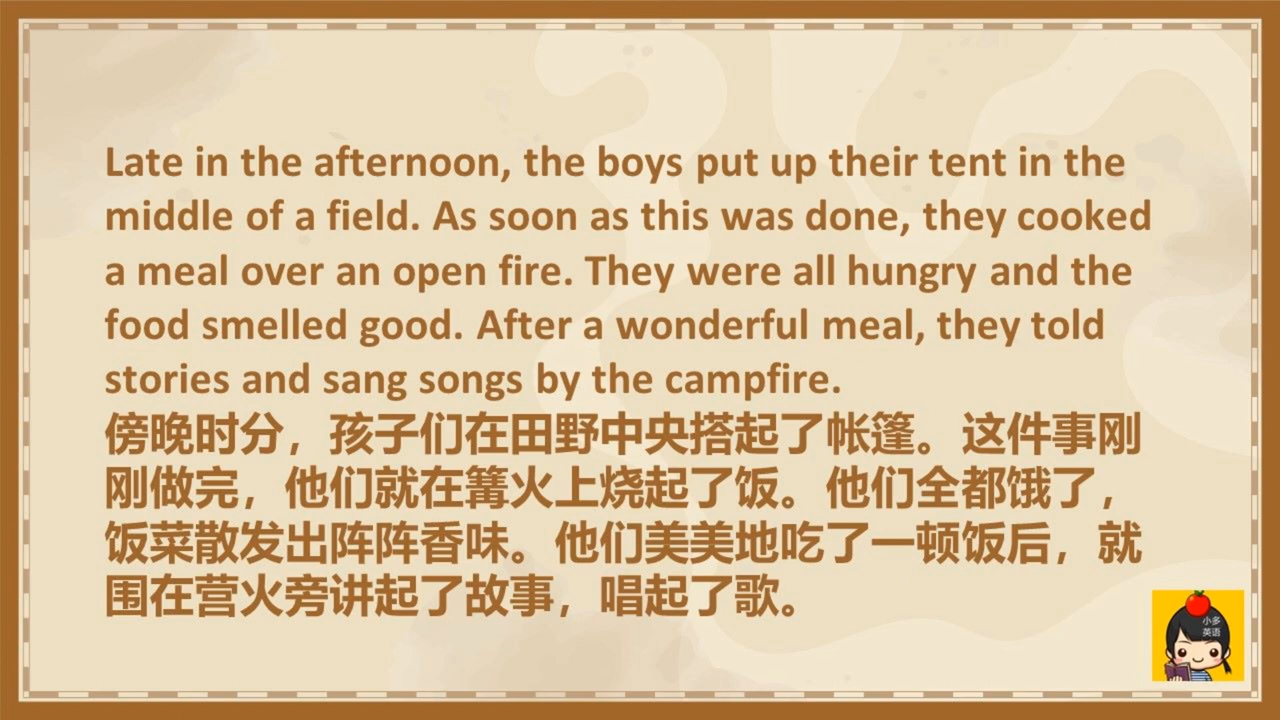 Late in the afternoon, the boys put up their tent in the
middle of a field. As soon as this was done, they cooked
a meal over an open fire. They were all hungry and the
food smelled good. After a wonderful meal, they told
stories and sang songs by the campfire.
傍晚时分，孩子们在田野中央搭起了帐篷。这件事刚
刚做完，他们就在篝火上烧起了饭。他们全都饿了，
饭菜散发出阵阵香味。他们美美地吃了一顿饭后，就
围在营火旁讲起了故事，唱起了歌。
小多
英语